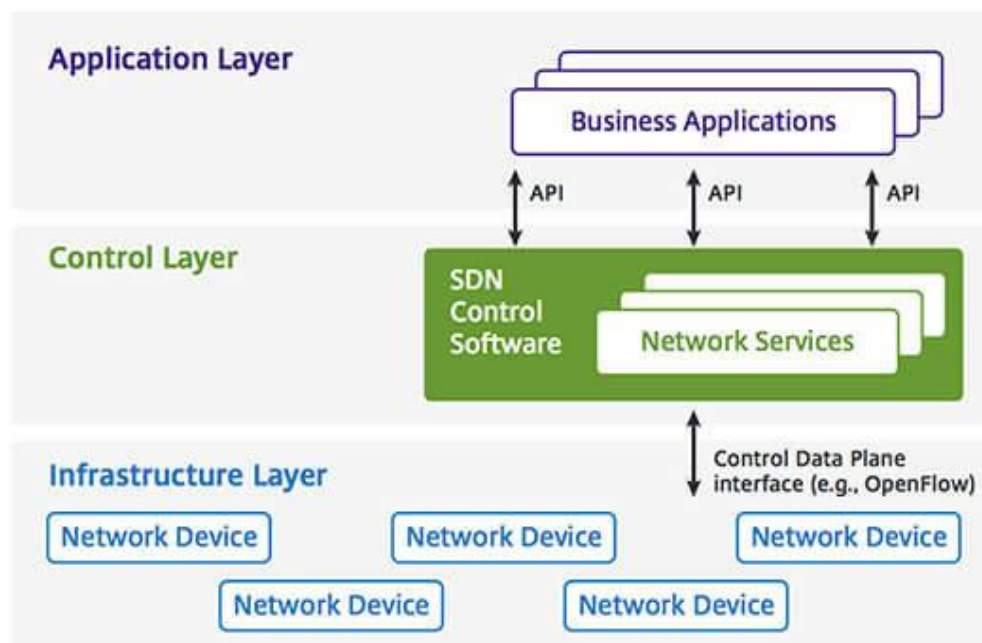 Application Layer
Business Applications
API
API
API
Control Layer
SDN
Control
Software
Network Services
Infrastructure Layer
Control Data Plane
interface (e.g., OpenFlow)
Network Device
Network Device
Network Device
Network Device
Network Device